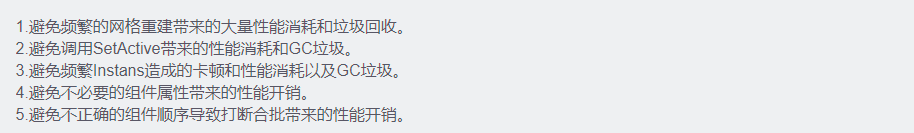 1.避免频繁的网格重建带来的大量性能消耗和垃圾回收。
2.避免调用SetActive带来的性能消耗和GC垃圾。
3.避免频繁Instans造成的卡顿和性能消耗以及GC垃圾。
4.避免不必要的组件属性带来的性能开销。
5.避免不正确的组件顺序导致打断合批带来的性能开销。